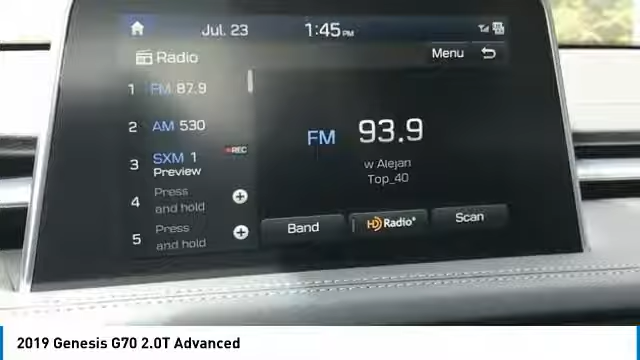 Jul. 23 1:45 PM
Radio
Menu
1 FM 87.9
2 AM 530
3 SXM 1 REC
Preview
4 Press
and hold
5 Press
and hold
FM 93.9
w Alejan
Top_40
Band
HD Radio
Scan
2019 Genesis G70 2.0T Advanced